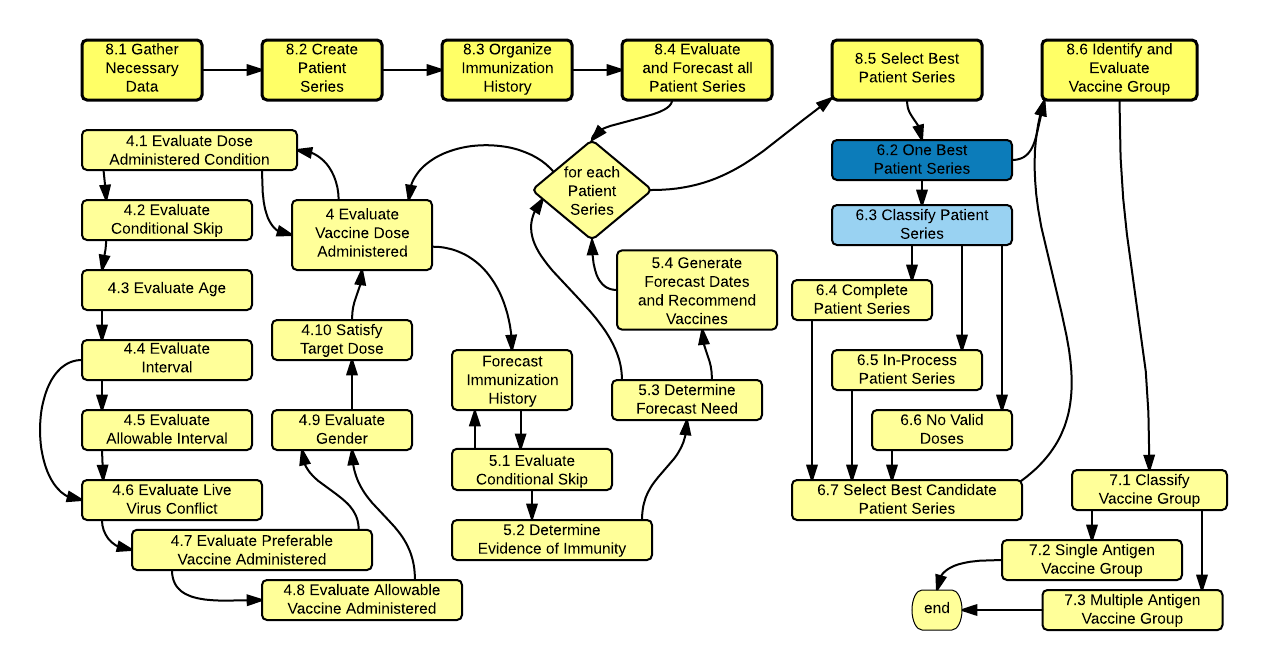 8.1 Gather
Necessary
Data
8.2 Create
Patient
Series
8.3 Organize
Immunization
History
8.4 Evaluate
and Forecast all
Patient Series
8.5 Select Best
Patient Series
8.6 Identify and
Evaluate
Vaccine Group
4.1 Evaluate Dose
Administered Condition
4.2 Evaluate
Conditional Skip
4.3 Evaluate Age
4.4 Evaluate
Interval
4.5 Evaluate
Allowable Interval
4.6 Evaluate Live
Virus Conflict
4.7 Evaluate Preferable
Vaccine Administered
4.8 Evaluate Allowable
Vaccine Administered
4 Evaluate
Vaccine Dose
Administered
4.10 Satisfy
Target Dose
4.9 Evaluate
Gender
Forecast
Immunization
History
5.1 Evaluate
Conditional Skip
5.2 Determine
Evidence of Immunity
for each
Patient
Series
5.4 Generate
Forecast Dates
and Recommend
Vaccines
5.3 Determine
Forecast Need
6.2 One Best
Patient Series
6.3 Classify Patient
Series
6.4 Complete
Patient Series
6.5 In-Process
Patient Series
6.6 No Valid
Doses
6.7 Select Best Candidate
Patient Series
7.1 Classify
Vaccine Group
7.2 Single Antigen
Vaccine Group
7.3 Multiple Antigen
Vaccine Group
end